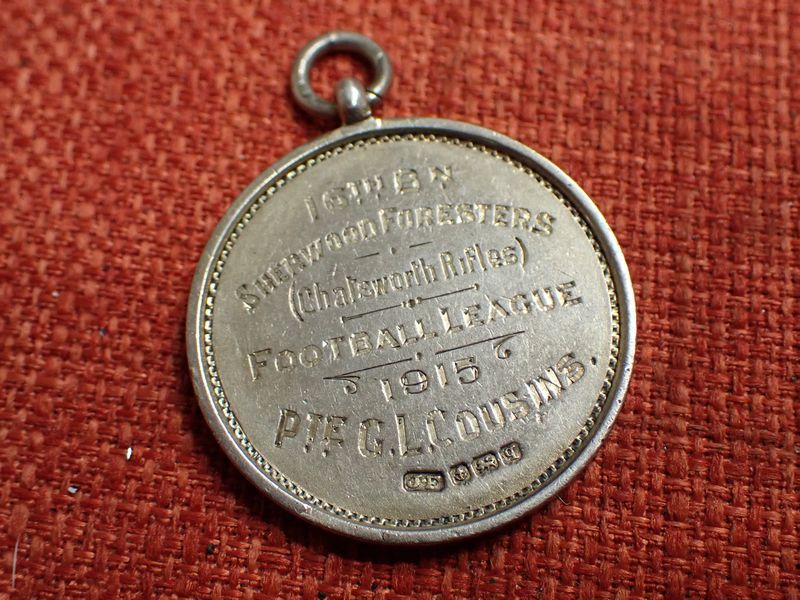 16TH BN
SHERWOOD FORESTERS
(Chatsworth Rifles)
FOOTBALL LEAGUE
1915
PTE G.L. COUSINS.